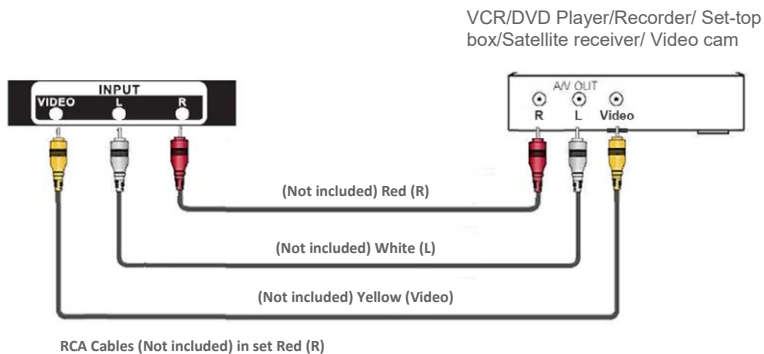 VCR/DVD Player/Recorder/ Set-top
box/Satellite receiver/ Video cam
INPUT
VIDEO L R
A/V OUT
R L Video
(Not included) Red (R)
(Not included) White (L)
(Not included) Yellow (Video)
RCA Cables (Not included) in set Red (R)